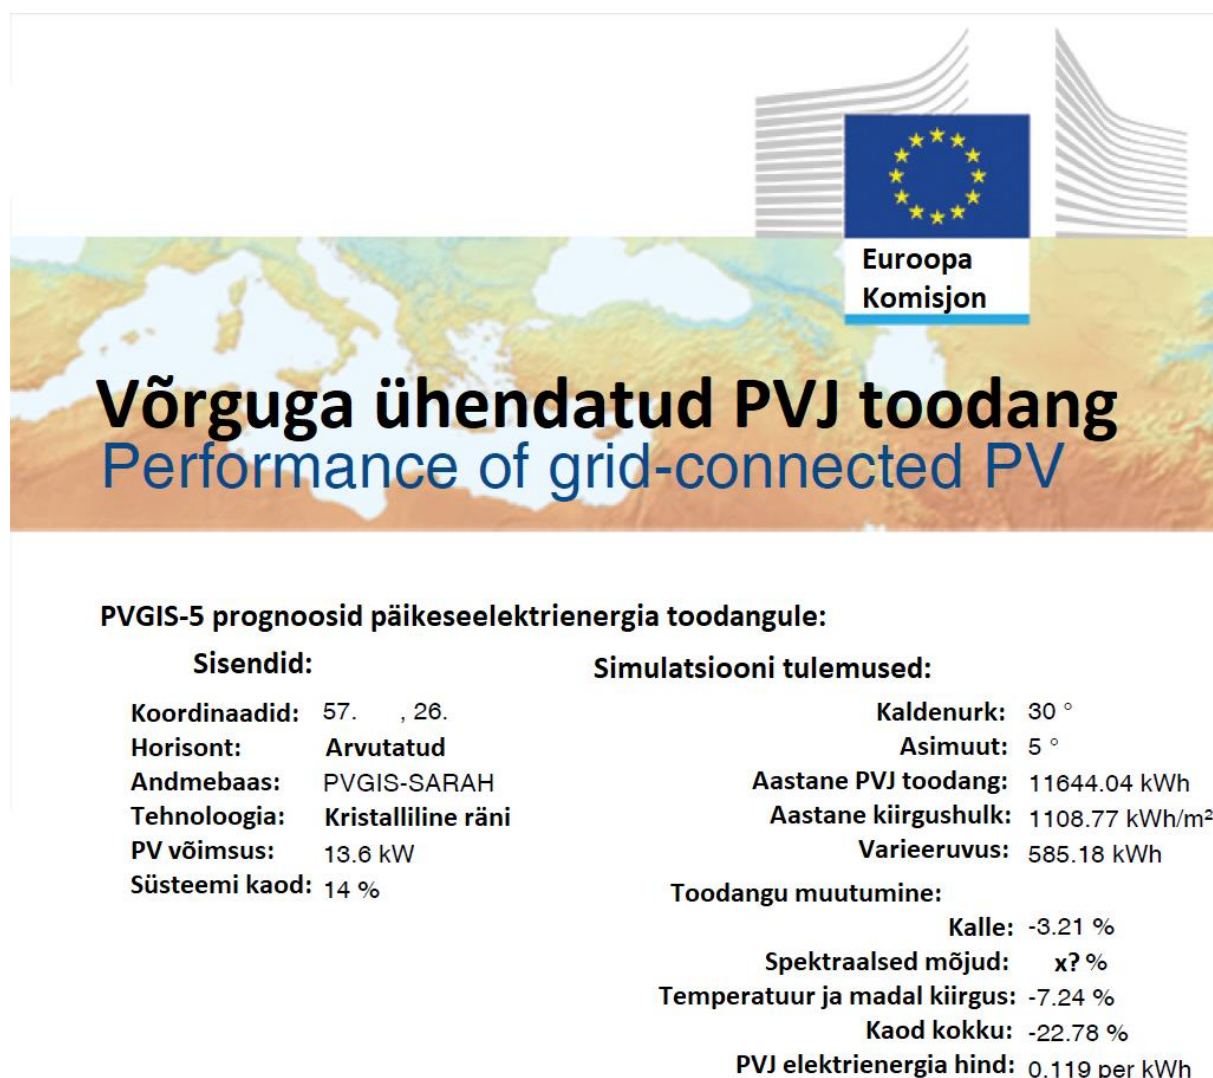 Euroopa
Komisjon
Võrguga ühendatud PVJ toodang
Performance of grid-connected PV
PVGIS-5 prognoosid päikeseelektrienergia toodangule:
Sisendid:
Koordinaadid: 57. , 26.
Horisont: Arvutatud
Andmebaas: PVGIS-SARAH
Tehnoloogia: Kristalliline räni
PV võimsus: 13.6 kW
Süsteemi kaod: 14 %
Simulatsiooni tulemused:
Kaldenurk: 30 °
Asimuut: 5 °
Aastane PVJ toodang: 11644.04 kWh
Aastane kiirgushulk: 1108.77 kWh/m²
Varieeruvus: 585.18 kWh
Toodangu muutumine:
Kalle: -3.21 %
Spektraalsed mõjud: x? %
Temperatuur ja madal kiirgus: -7.24 %
Kaod kokku: -22.78 %
PVJ elektrienergia hind: 0.119 per kWh